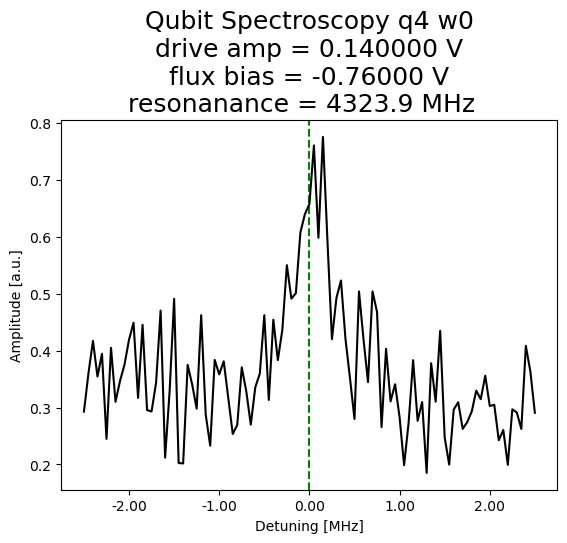 Qubit Spectroscopy q4 w0
drive amp = 0.140000 V
flux bias = -0.76000 V
resonanance = 4323.9 MHz
0.8
0.7
0.6
0.5
0.4
0.3
0.2
Amplitude [a.u.]
-2.00 -1.00 0.00 1.00 2.00
Detuning [MHz]